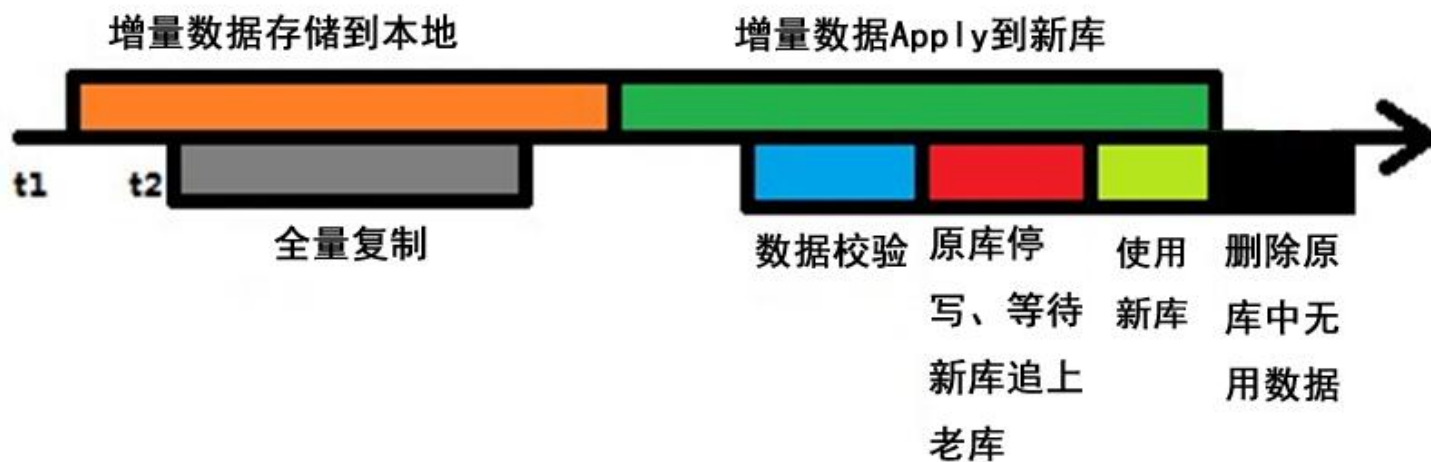 增量数据存储到本地
增量数据Apply到新库
t1
t2
全量复制
数据校验
原库停
写、等待
新库追上
老库
使用
新库
删除原
库中无
用数据